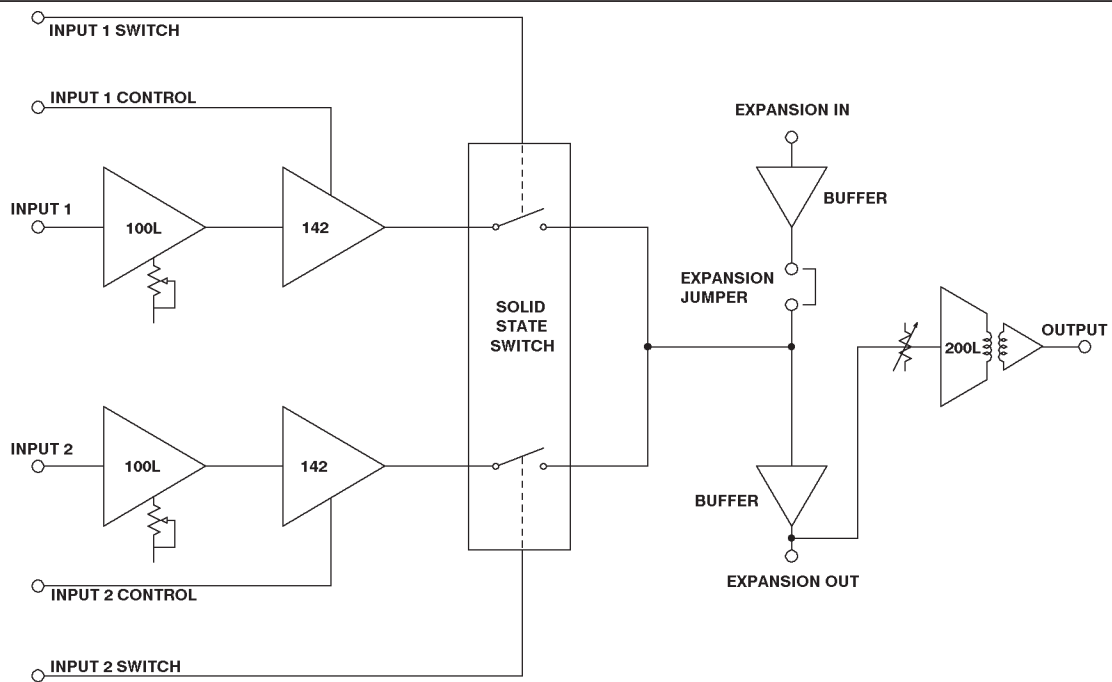 INPUT 1 SWITCH
INPUT 1 CONTROL
INPUT 1
100L
142
EXPANSION IN
BUFFER
EXPANSION
JUMPER
SOLID
STATE
SWITCH
200L
OUTPUT
INPUT 2
100L
142
BUFFER
EXPANSION OUT
INPUT 2 CONTROL
INPUT 2 SWITCH